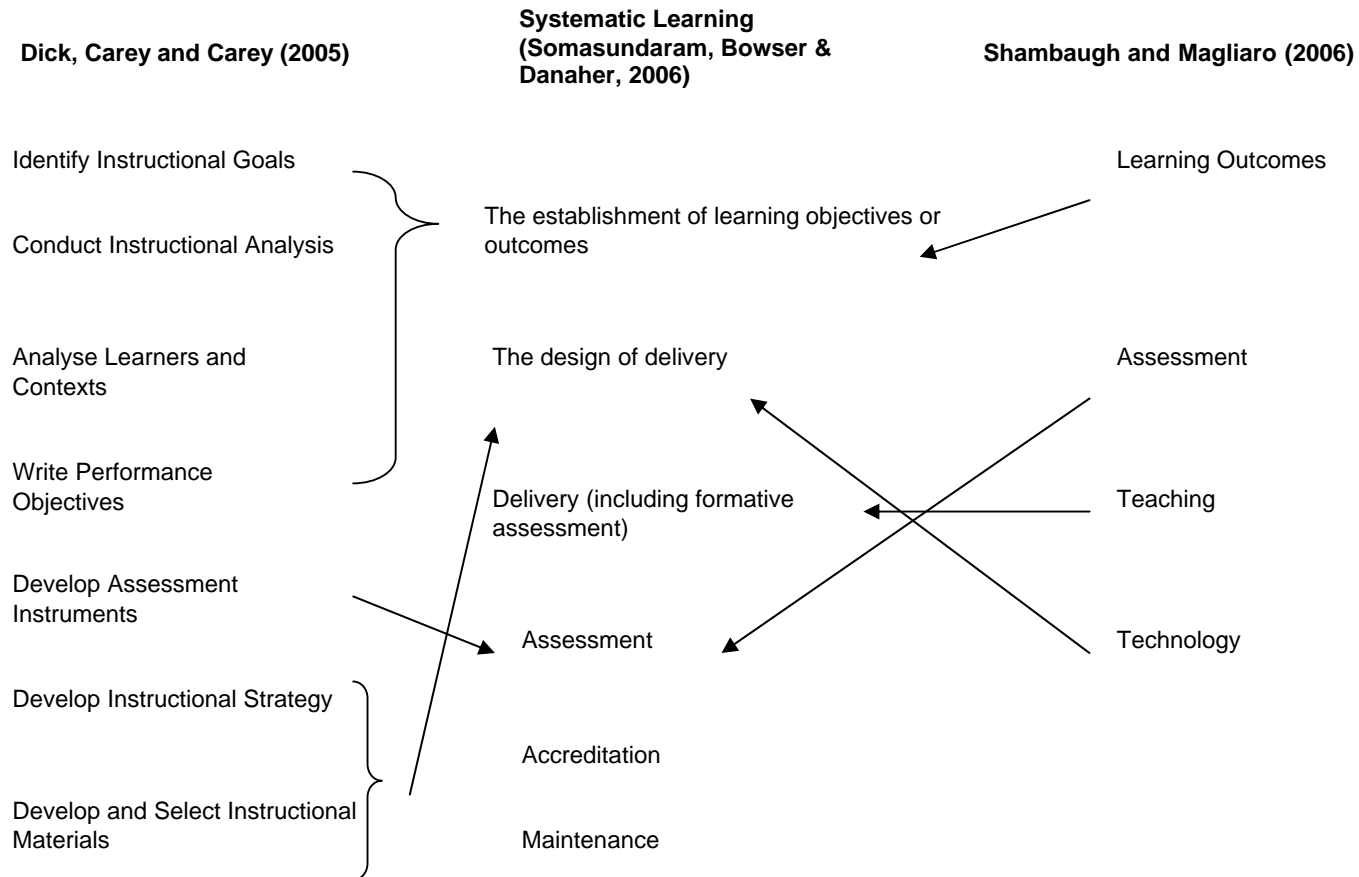 Dick, Carey and Carey (2005)
Systematic Learning
(Somasundaram, Bowser &
Danaher, 2006)
Shambaugh and Magliaro (2006)
Identify Instructional Goals
Conduct Instructional Analysis
Analyse Learners and
Contexts
Write Performance
Objectives
Develop Assessment
Instruments
Develop Instructional Strategy
Develop and Select Instructional
Materials
The establishment of learning objectives or
outcomes
The design of delivery
Delivery (including formative
assessment)
Assessment
Accreditation
Maintenance
Learning Outcomes
Assessment
Teaching
Technology